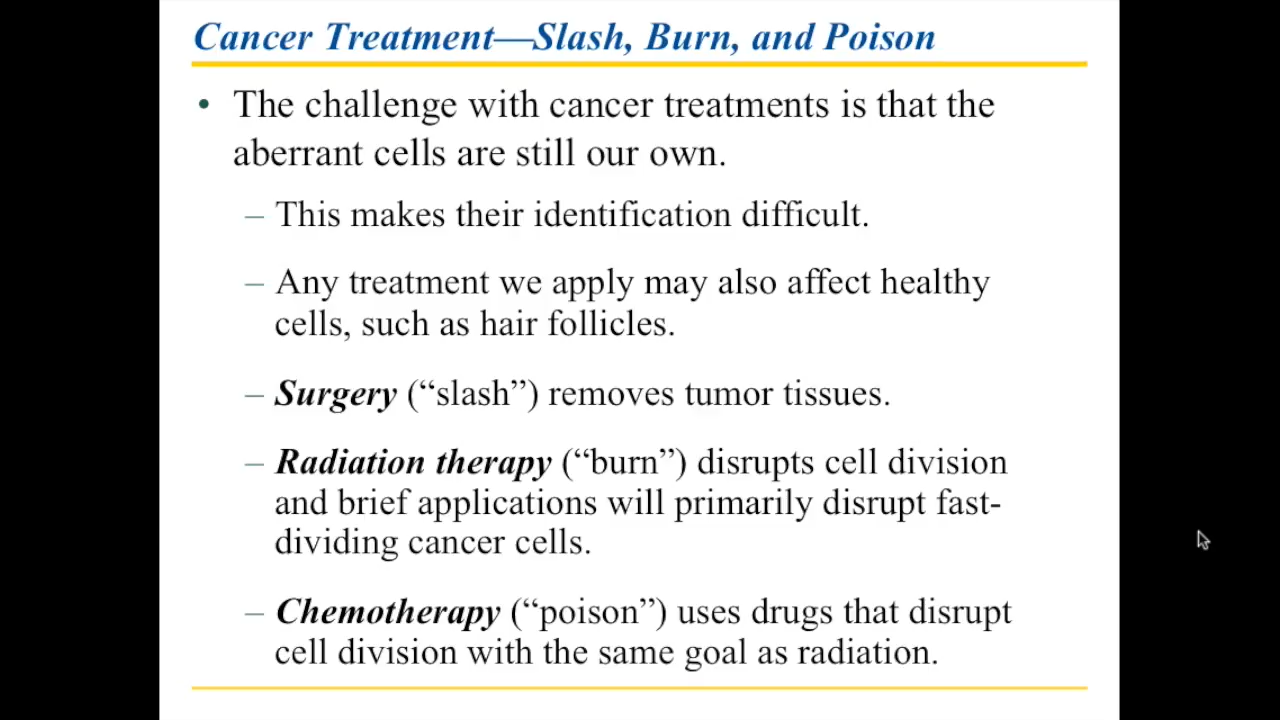 Cancer Treatment—Slash, Burn, and Poison
• The challenge with cancer treatments is that the
aberrant cells are still our own.
– This makes their identification difficult.
– Any treatment we apply may also affect healthy
cells, such as hair follicles.
– Surgery (“slash”) removes tumor tissues.
– Radiation therapy (“burn”) disrupts cell division
and brief applications will primarily disrupt fast-
dividing cancer cells.
– Chemotherapy (“poison”) uses drugs that disrupt
cell division with the same goal as radiation.